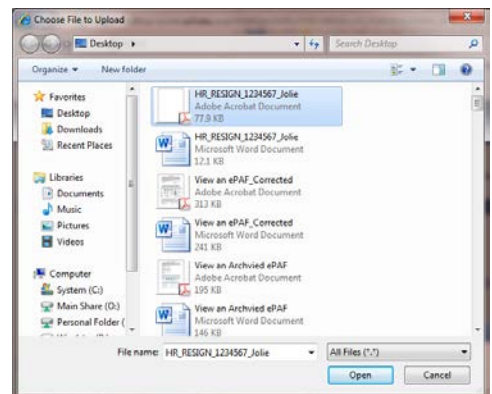 Choose File to Upload
Desktop
Search Desktop
Organize
New folder
Favorites
Desktop
Downloads
Recent Places
Libraries
Documents
Music
Pictures
Videos
Computer
System (C:)
Main Share (O:)
Personal Folder (
HR_RESIGN_1234567_Jolie
Adobe Acrobat Document
77.9 KB
HR_RESIGN_1234567_Jolie
Microsoft Word Document
12.1 KB
View an ePAF_Corrected
Adobe Acrobat Document
313 KB
View an ePAF_Corrected
Microsoft Word Document
241 KB
View an Archvied ePAF
Adobe Acrobat Document
195 KB
View an Archvied ePAF
Microsoft Word Document
146 KB
File name: HR_RESIGN_1234567_Jolie
All Files (*.*)
Open
Cancel